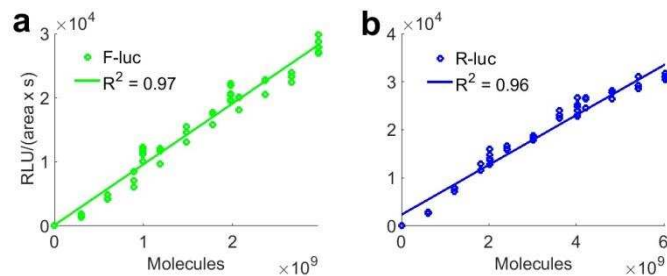 a
× 10⁴
3
2
1
0
RLU/(area x s)
F-luc
R² = 0.97
0
1
2
Molecules
× 10⁹
b
× 10⁴
4
3
2
1
0
R-luc
R² = 0.96
0
2
4
6
Molecules
× 10⁹